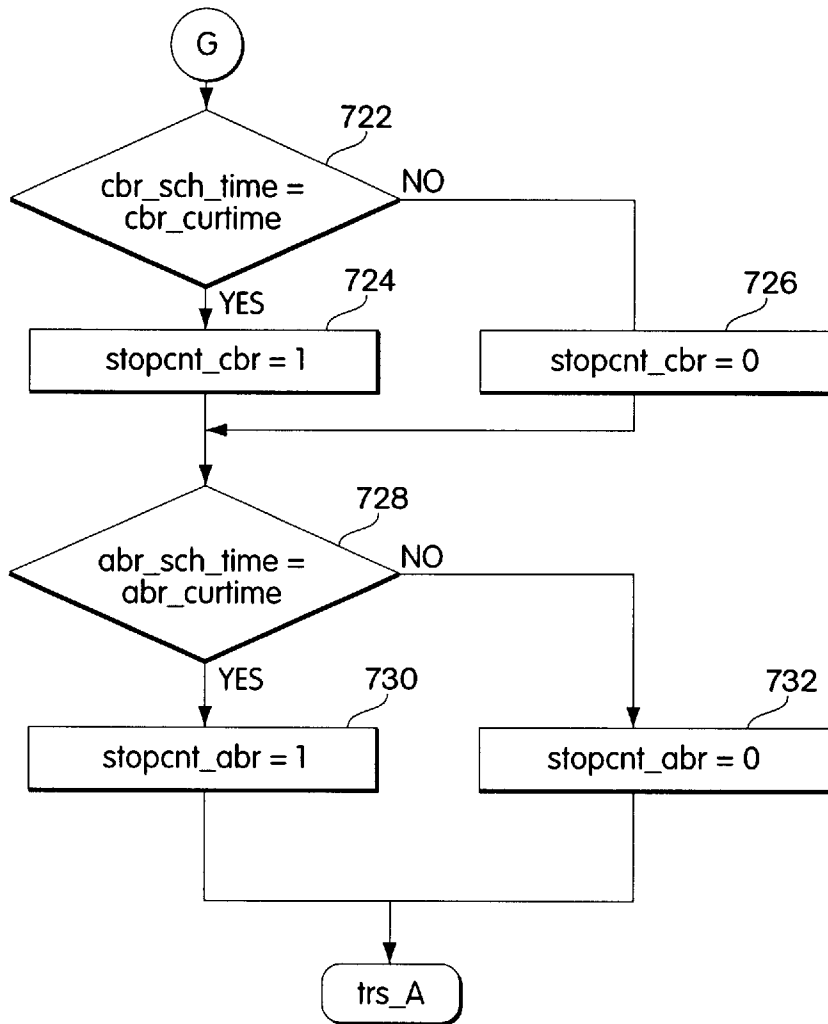 G
722
cbr_sch_time =
cbr_curtime
NO
YES
724
stopcnt_cbr = 1
726
stopcnt_cbr = 0
728
abr_sch_time =
abr_curtime
NO
YES
730
stopcnt_abr = 1
732
stopcnt_abr = 0
trs_A